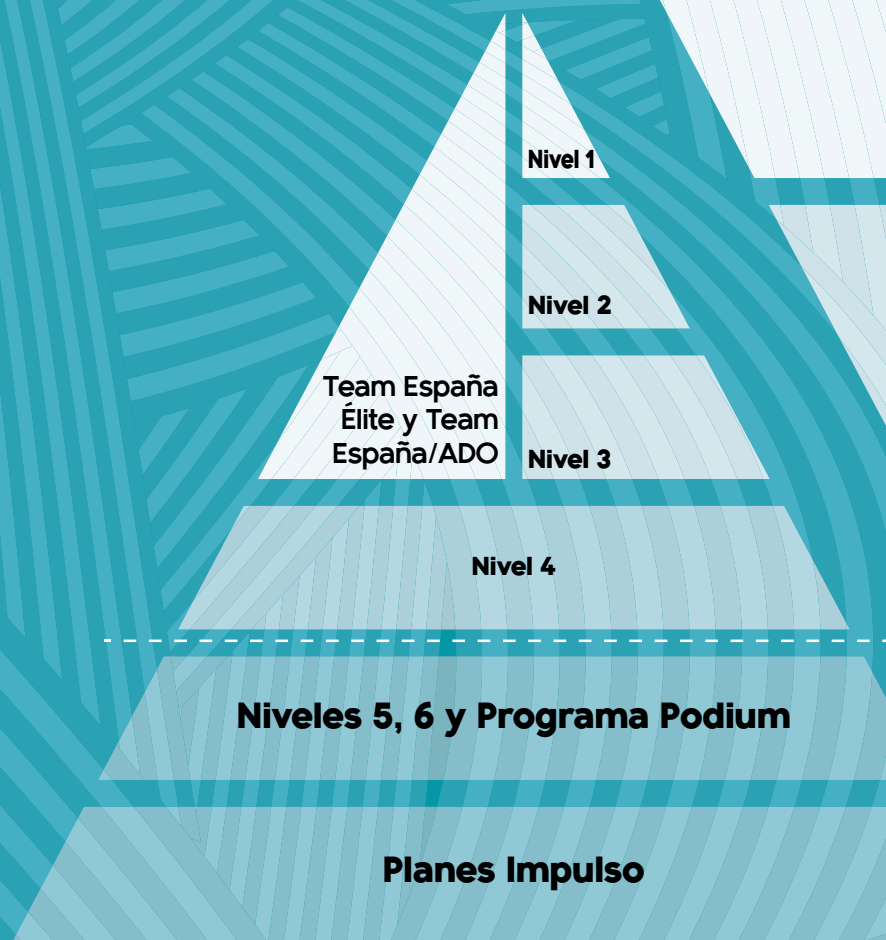 Nivel 1
Nivel 2
Team España
Élite y Team
España/ADO
Nivel 3
Nivel 4
Niveles 5, 6 y Programa Podium
Planes Impulso